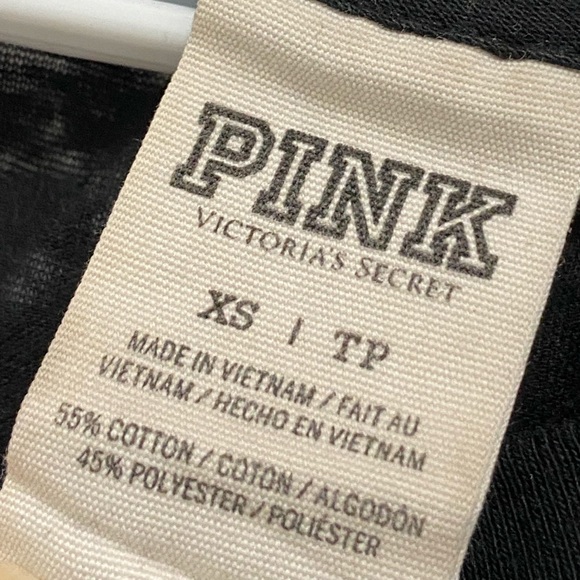 PINK
VICTORIA'S SECRET
XS | TP
MADE IN VIETNAM / FAIT AU
VIETNAM / HECHO EN VIETNAM
55% COTTON / COTON / ALGODÓN
45% POLYESTER / POLIÉSTER